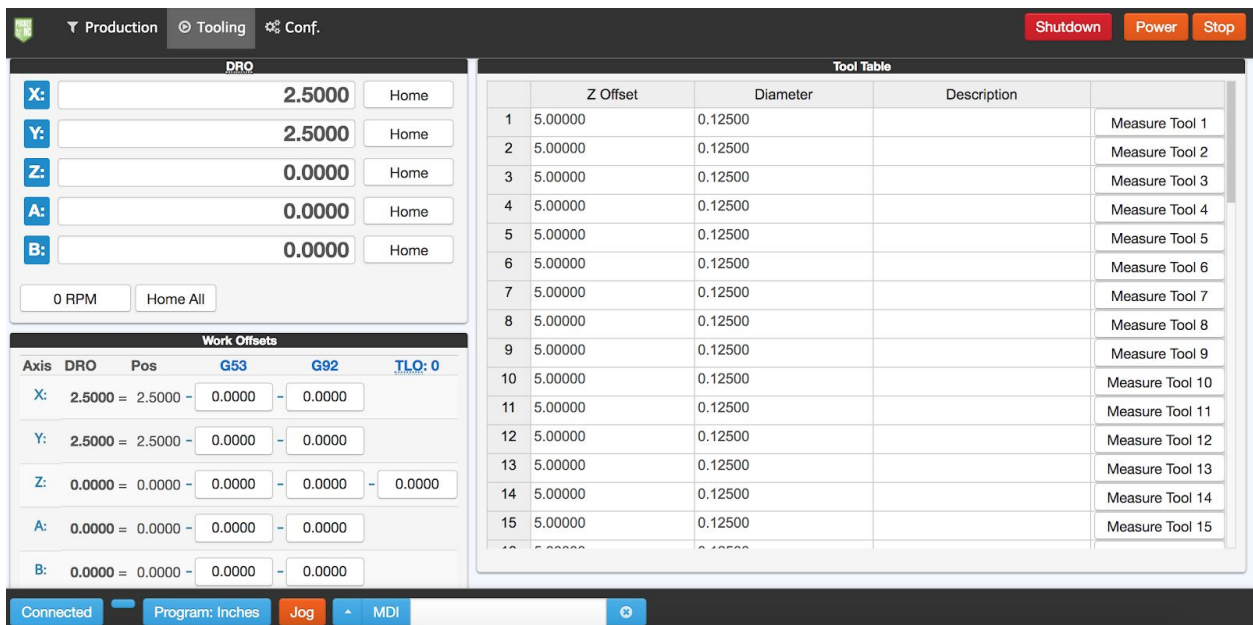 POCKET NC Production Tooling Conf. Shutdown Power Stop
DRO
X: 2.5000 Home
Y: 2.5000 Home
Z: 0.0000 Home
A: 0.0000 Home
B: 0.0000 Home
0 RPM Home All
Work Offsets
Axis DRO Pos G53 G92 TLO: 0
X: 2.5000 = 2.5000 - 0.0000 - 0.0000
Y: 2.5000 = 2.5000 - 0.0000 - 0.0000
Z: 0.0000 = 0.0000 - 0.0000 - 0.0000 - 0.0000
A: 0.0000 = 0.0000 - 0.0000 - 0.0000
B: 0.0000 = 0.0000 - 0.0000 - 0.0000
Tool Table
Z Offset Diameter Description
1 5.00000 0.12500 Measure Tool 1
2 5.00000 0.12500 Measure Tool 2
3 5.00000 0.12500 Measure Tool 3
4 5.00000 0.12500 Measure Tool 4
5 5.00000 0.12500 Measure Tool 5
6 5.00000 0.12500 Measure Tool 6
7 5.00000 0.12500 Measure Tool 7
8 5.00000 0.12500 Measure Tool 8
9 5.00000 0.12500 Measure Tool 9
10 5.00000 0.12500 Measure Tool 10
11 5.00000 0.12500 Measure Tool 11
12 5.00000 0.12500 Measure Tool 12
13 5.00000 0.12500 Measure Tool 13
14 5.00000 0.12500 Measure Tool 14
15 5.00000 0.12500 Measure Tool 15
Connected Program: Inches Jog MDI